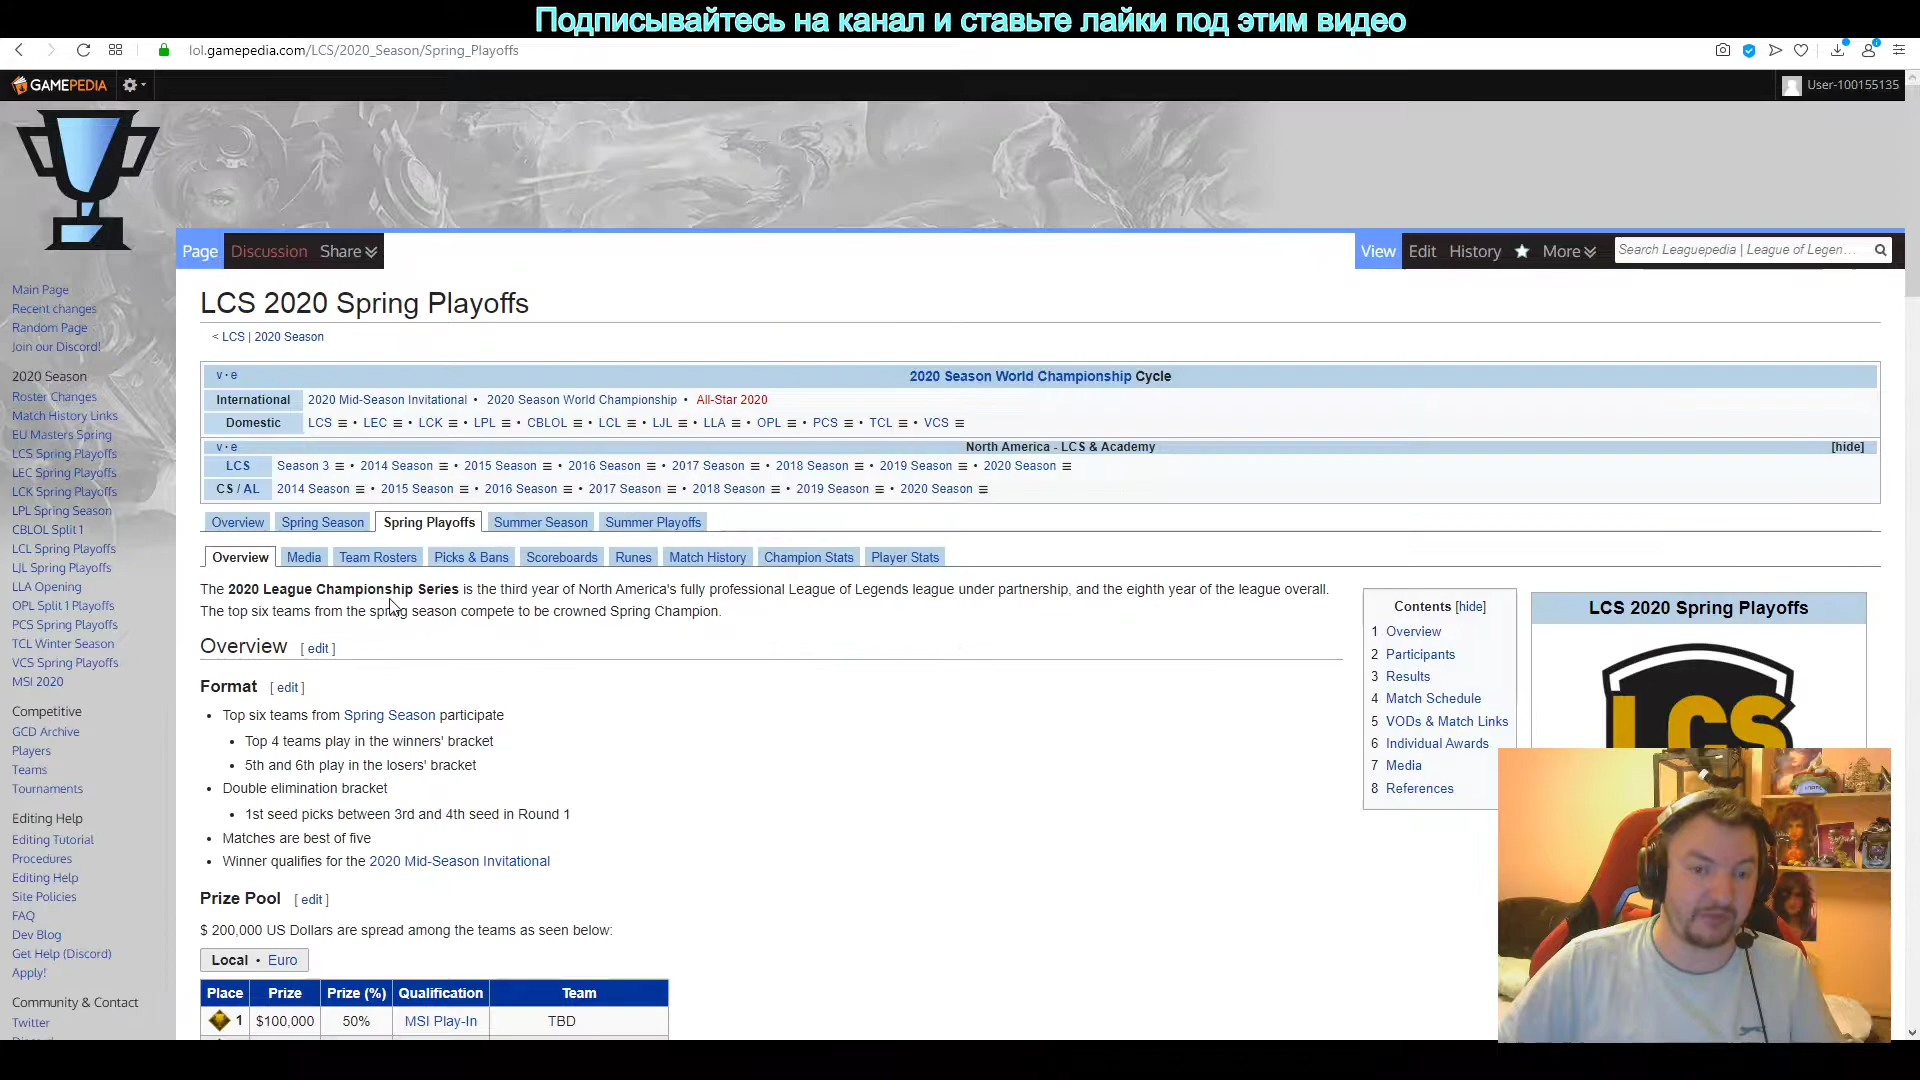 Подписывайтесь на канал и ставьте лайки под этим видео
lol.gamepedia.com/LCS/2020_Season/Spring_Playoffs
GAMEPEDIA
User-100155135
Page Discussion Share
View Edit History More Search Leaguepedia | League of Legen...
Main Page
Recent changes
Random Page
Join our Discord!
2020 Season
Roster Changes
Match History Links
EU Masters Spring
LCS Spring Playoffs
LEC Spring Playoffs
LCK Spring Playoffs
LPL Spring Season
CBLOL Split 1
LCL Spring Playoffs
LJL Spring Playoffs
LLA Opening
OPL Split 1 Playoffs
PCS Spring Playoffs
TCL Winter Season
VCS Spring Playoffs
MSI 2020
Competitive
GCD Archive
Players
Teams
Tournaments
Editing Help
Editing Tutorial
Procedures
Editing Help
Site Policies
FAQ
Dev Blog
Get Help (Discord)
Apply!
Community & Contact
Twitter
LCS 2020 Spring Playoffs
< LCS | 2020 Season
v · e 2020 Season World Championship Cycle
International 2020 Mid-Season Invitational • 2020 Season World Championship • All-Star 2020
Domestic LCS • LEC • LCK • LPL • CBLOL • LCL • LJL • LLA • OPL • PCS • TCL • VCS
v · e North America - LCS & Academy [hide]
LCS Season 3 • 2014 Season • 2015 Season • 2016 Season • 2017 Season • 2018 Season • 2019 Season • 2020 Season
CS / AL 2014 Season • 2015 Season • 2016 Season • 2017 Season • 2018 Season • 2019 Season • 2020 Season
Overview Spring Season Spring Playoffs Summer Season Summer Playoffs
Overview Media Team Rosters Picks & Bans Scoreboards Runes Match History Champion Stats Player Stats
The 2020 League Championship Series is the third year of North America's fully professional League of Legends league under partnership, and the eighth year of the league overall.
The top six teams from the spring season compete to be crowned Spring Champion.
Overview [ edit ]
Format [ edit ]
• Top six teams from Spring Season participate
• Top 4 teams play in the winners' bracket
• 5th and 6th play in the losers' bracket
• Double elimination bracket
• 1st seed picks between 3rd and 4th seed in Round 1
• Matches are best of five
• Winner qualifies for the 2020 Mid-Season Invitational
Prize Pool [ edit ]
$ 200,000 US Dollars are spread among the teams as seen below:
Local • Euro
Place Prize Prize (%) Qualification Team
1 $100,000 50% MSI Play-In TBD
Contents [hide]
1 Overview
2 Participants
3 Results
4 Match Schedule
5 VODs & Match Links
6 Individual Awards
7 Media
8 References
LCS 2020 Spring Playoffs
LCS